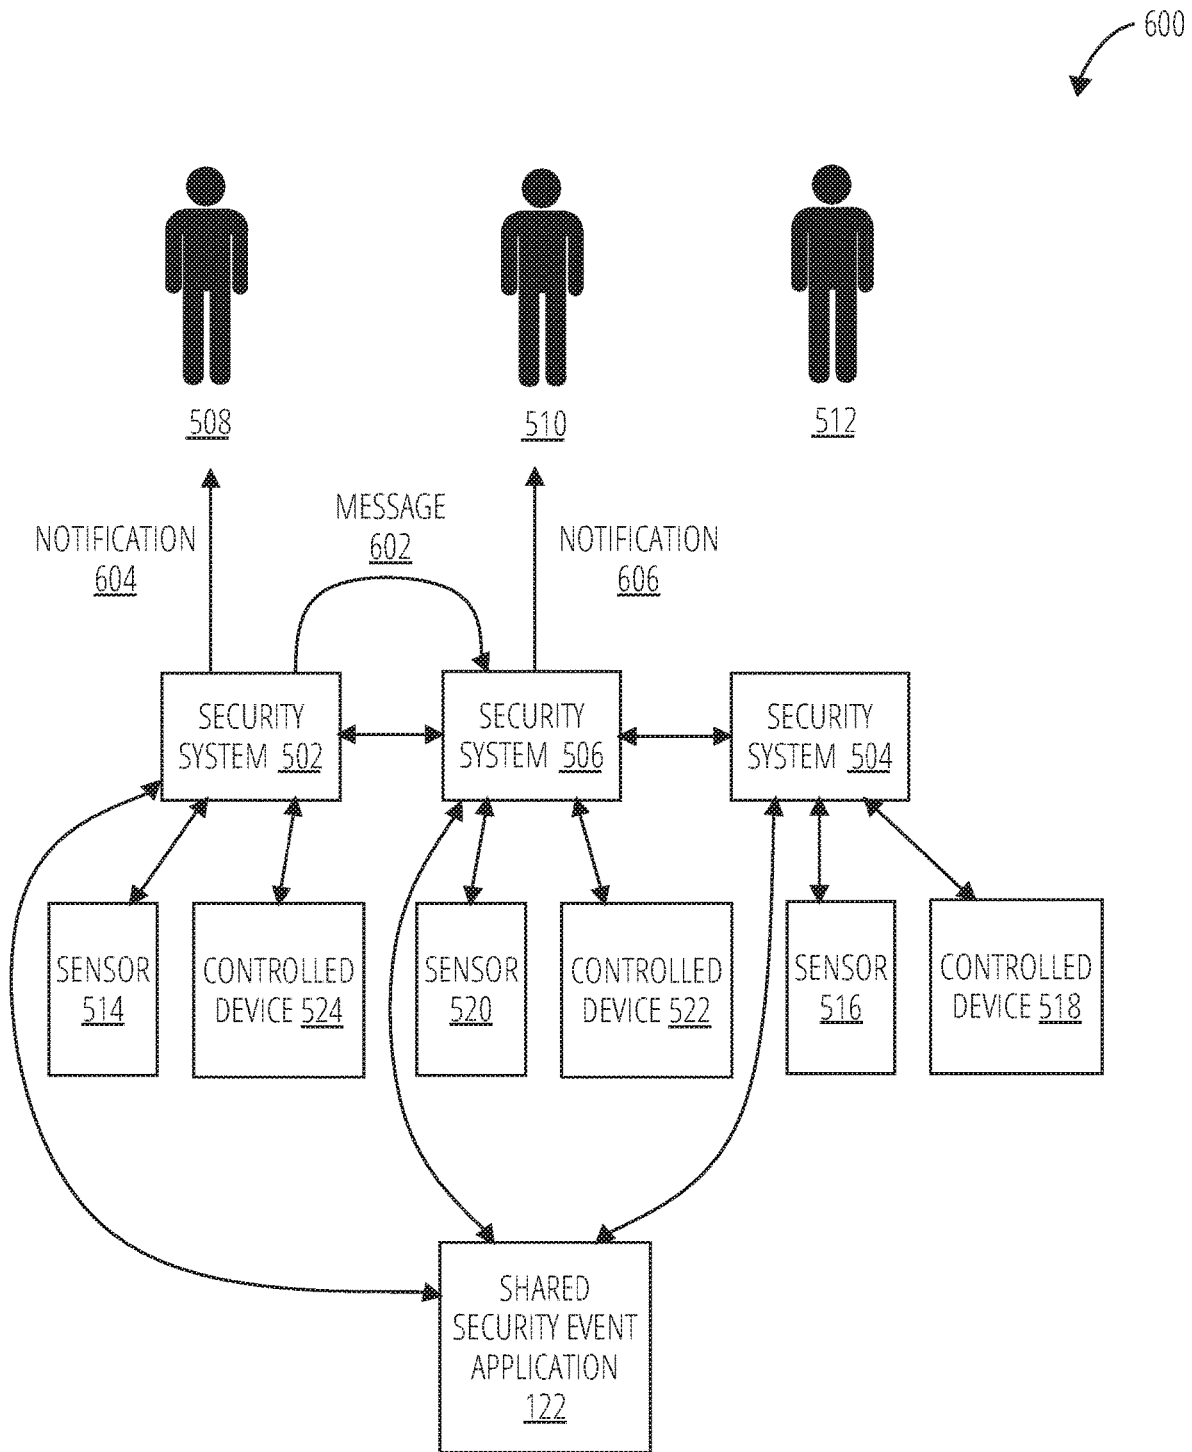 600
508
510
512
MESSAGE
602
NOTIFICATION
604
NOTIFICATION
606
SECURITY
SYSTEM 502
SECURITY
SYSTEM 506
SECURITY
SYSTEM 504
SENSOR
514
CONTROLLED
DEVICE 524
SENSOR
520
CONTROLLED
DEVICE 522
SENSOR
516
CONTROLLED
DEVICE 518
SHARED
SECURITY EVENT
APPLICATION
122